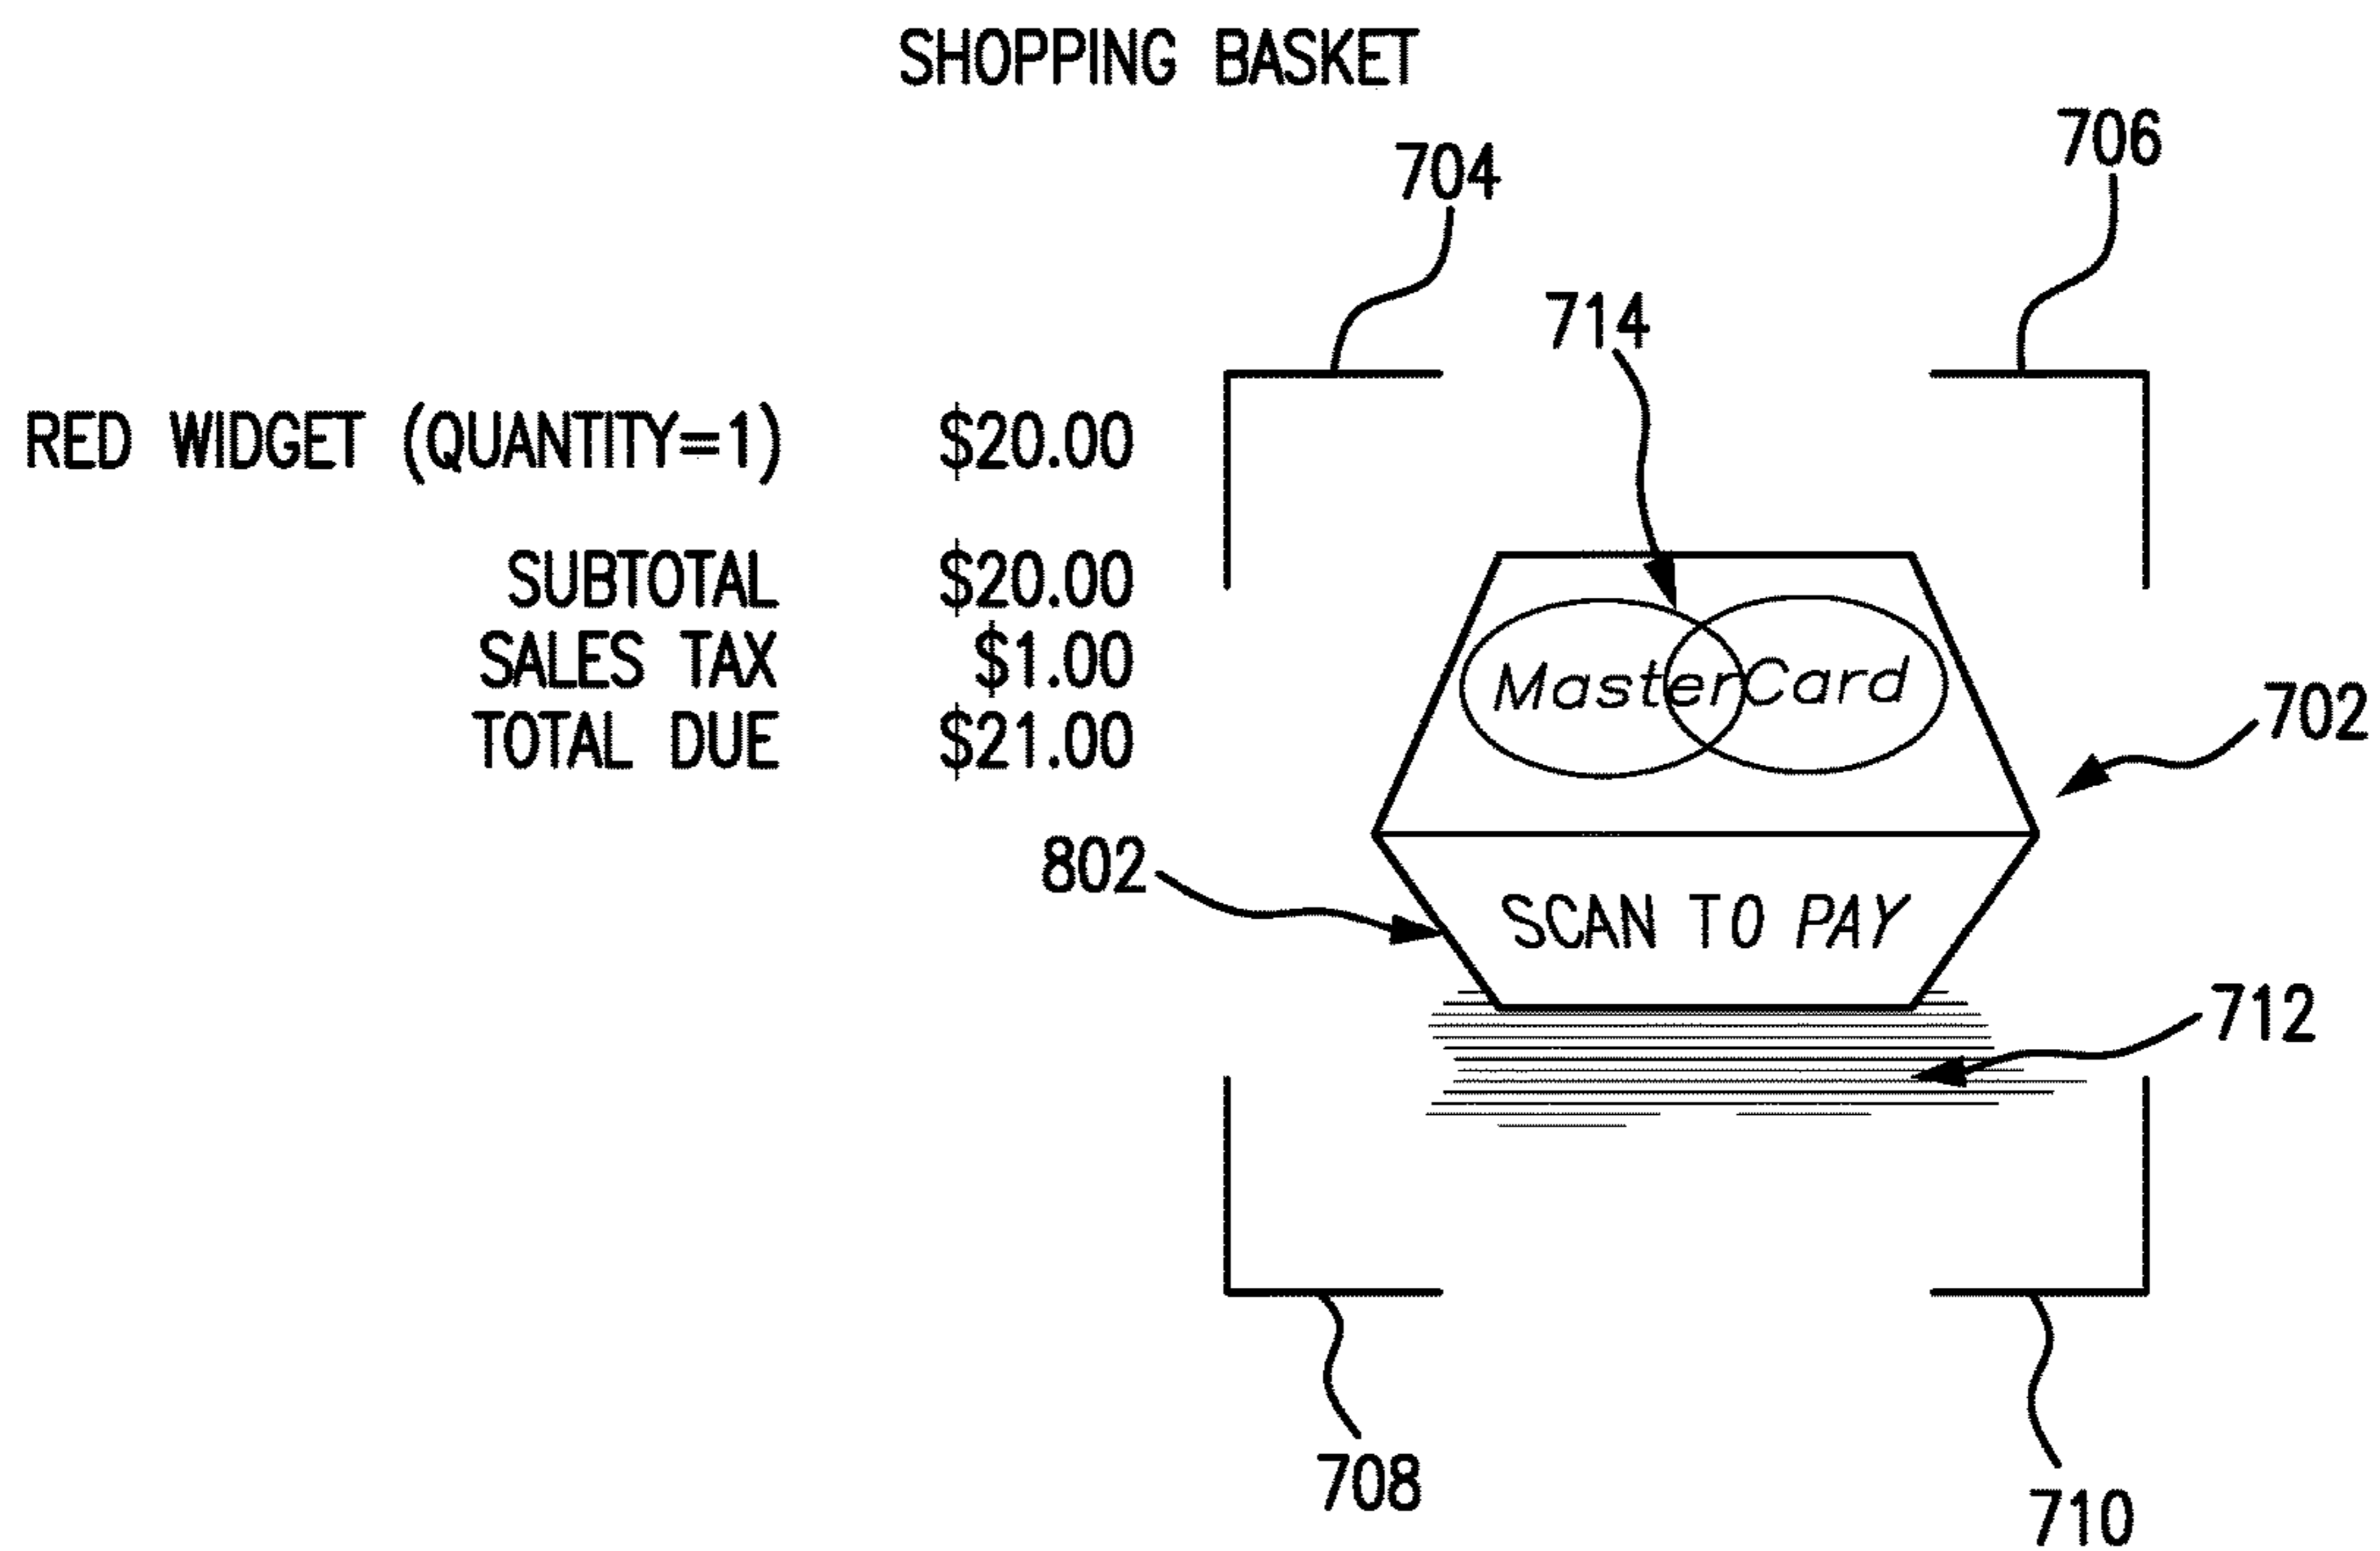 SHOPPING BASKET
704
706
714
RED WIDGET (QUANTITY=1) $20.00
SUBTOTAL $20.00
SALES TAX $1.00
TOTAL DUE $21.00
MasterCard
702
802
SCAN TO PAY
712
708
710